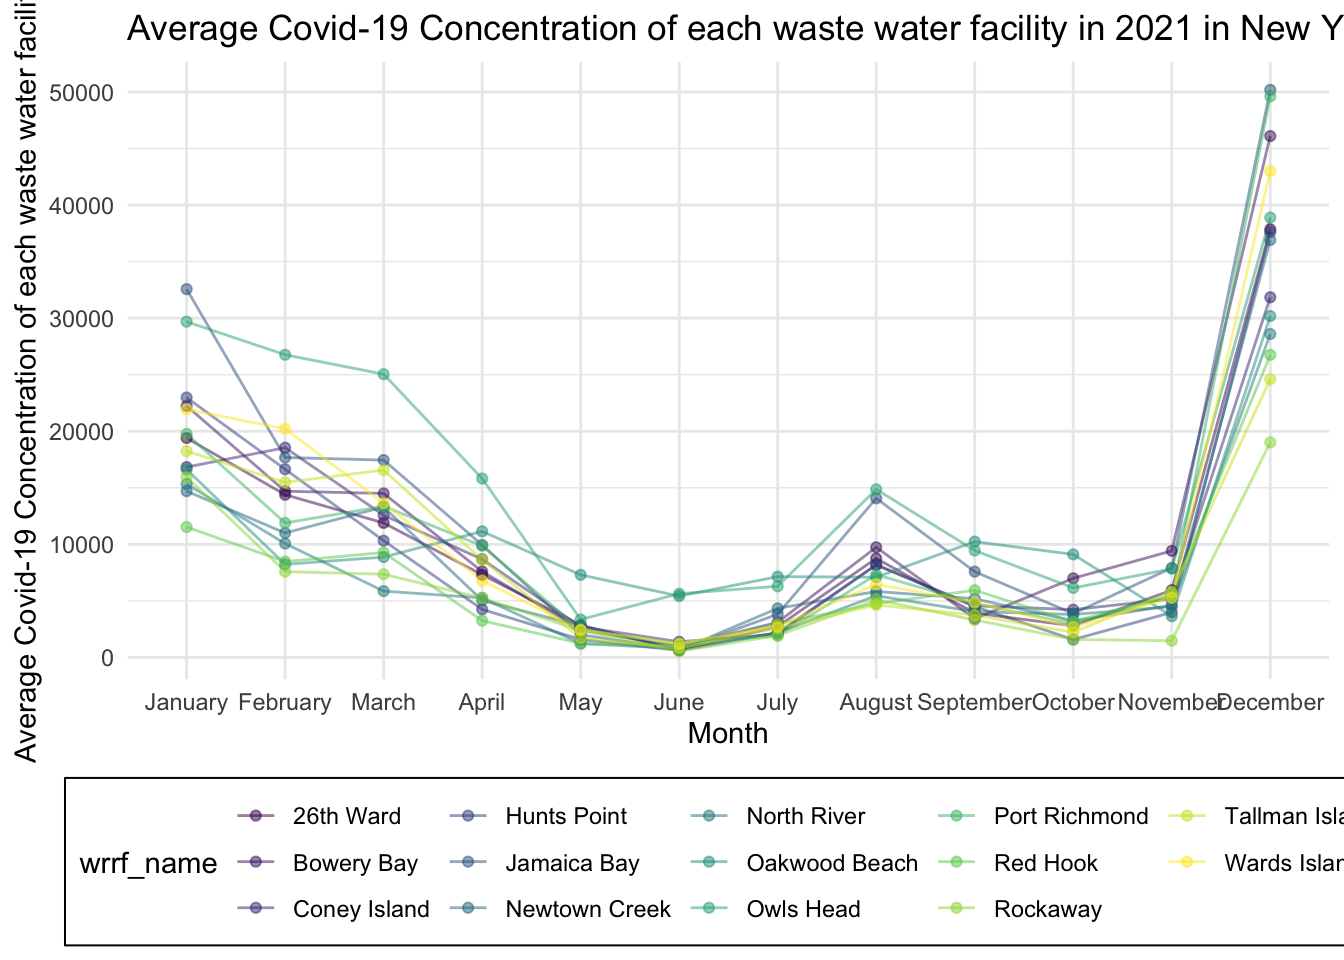 Average Covid-19 Concentration of each waste water facility in 2021 in New Y
Average Covid-19 Concentration of each waste water facili
50000
40000
30000
20000
10000
0
January February March April May June July August September October November December
Month
wrrf_name
26th Ward Hunts Point North River Port Richmond Tallman Isla
Bowery Bay Jamaica Bay Oakwood Beach Red Hook Wards Islan
Coney Island Newtown Creek Owls Head Rockaway